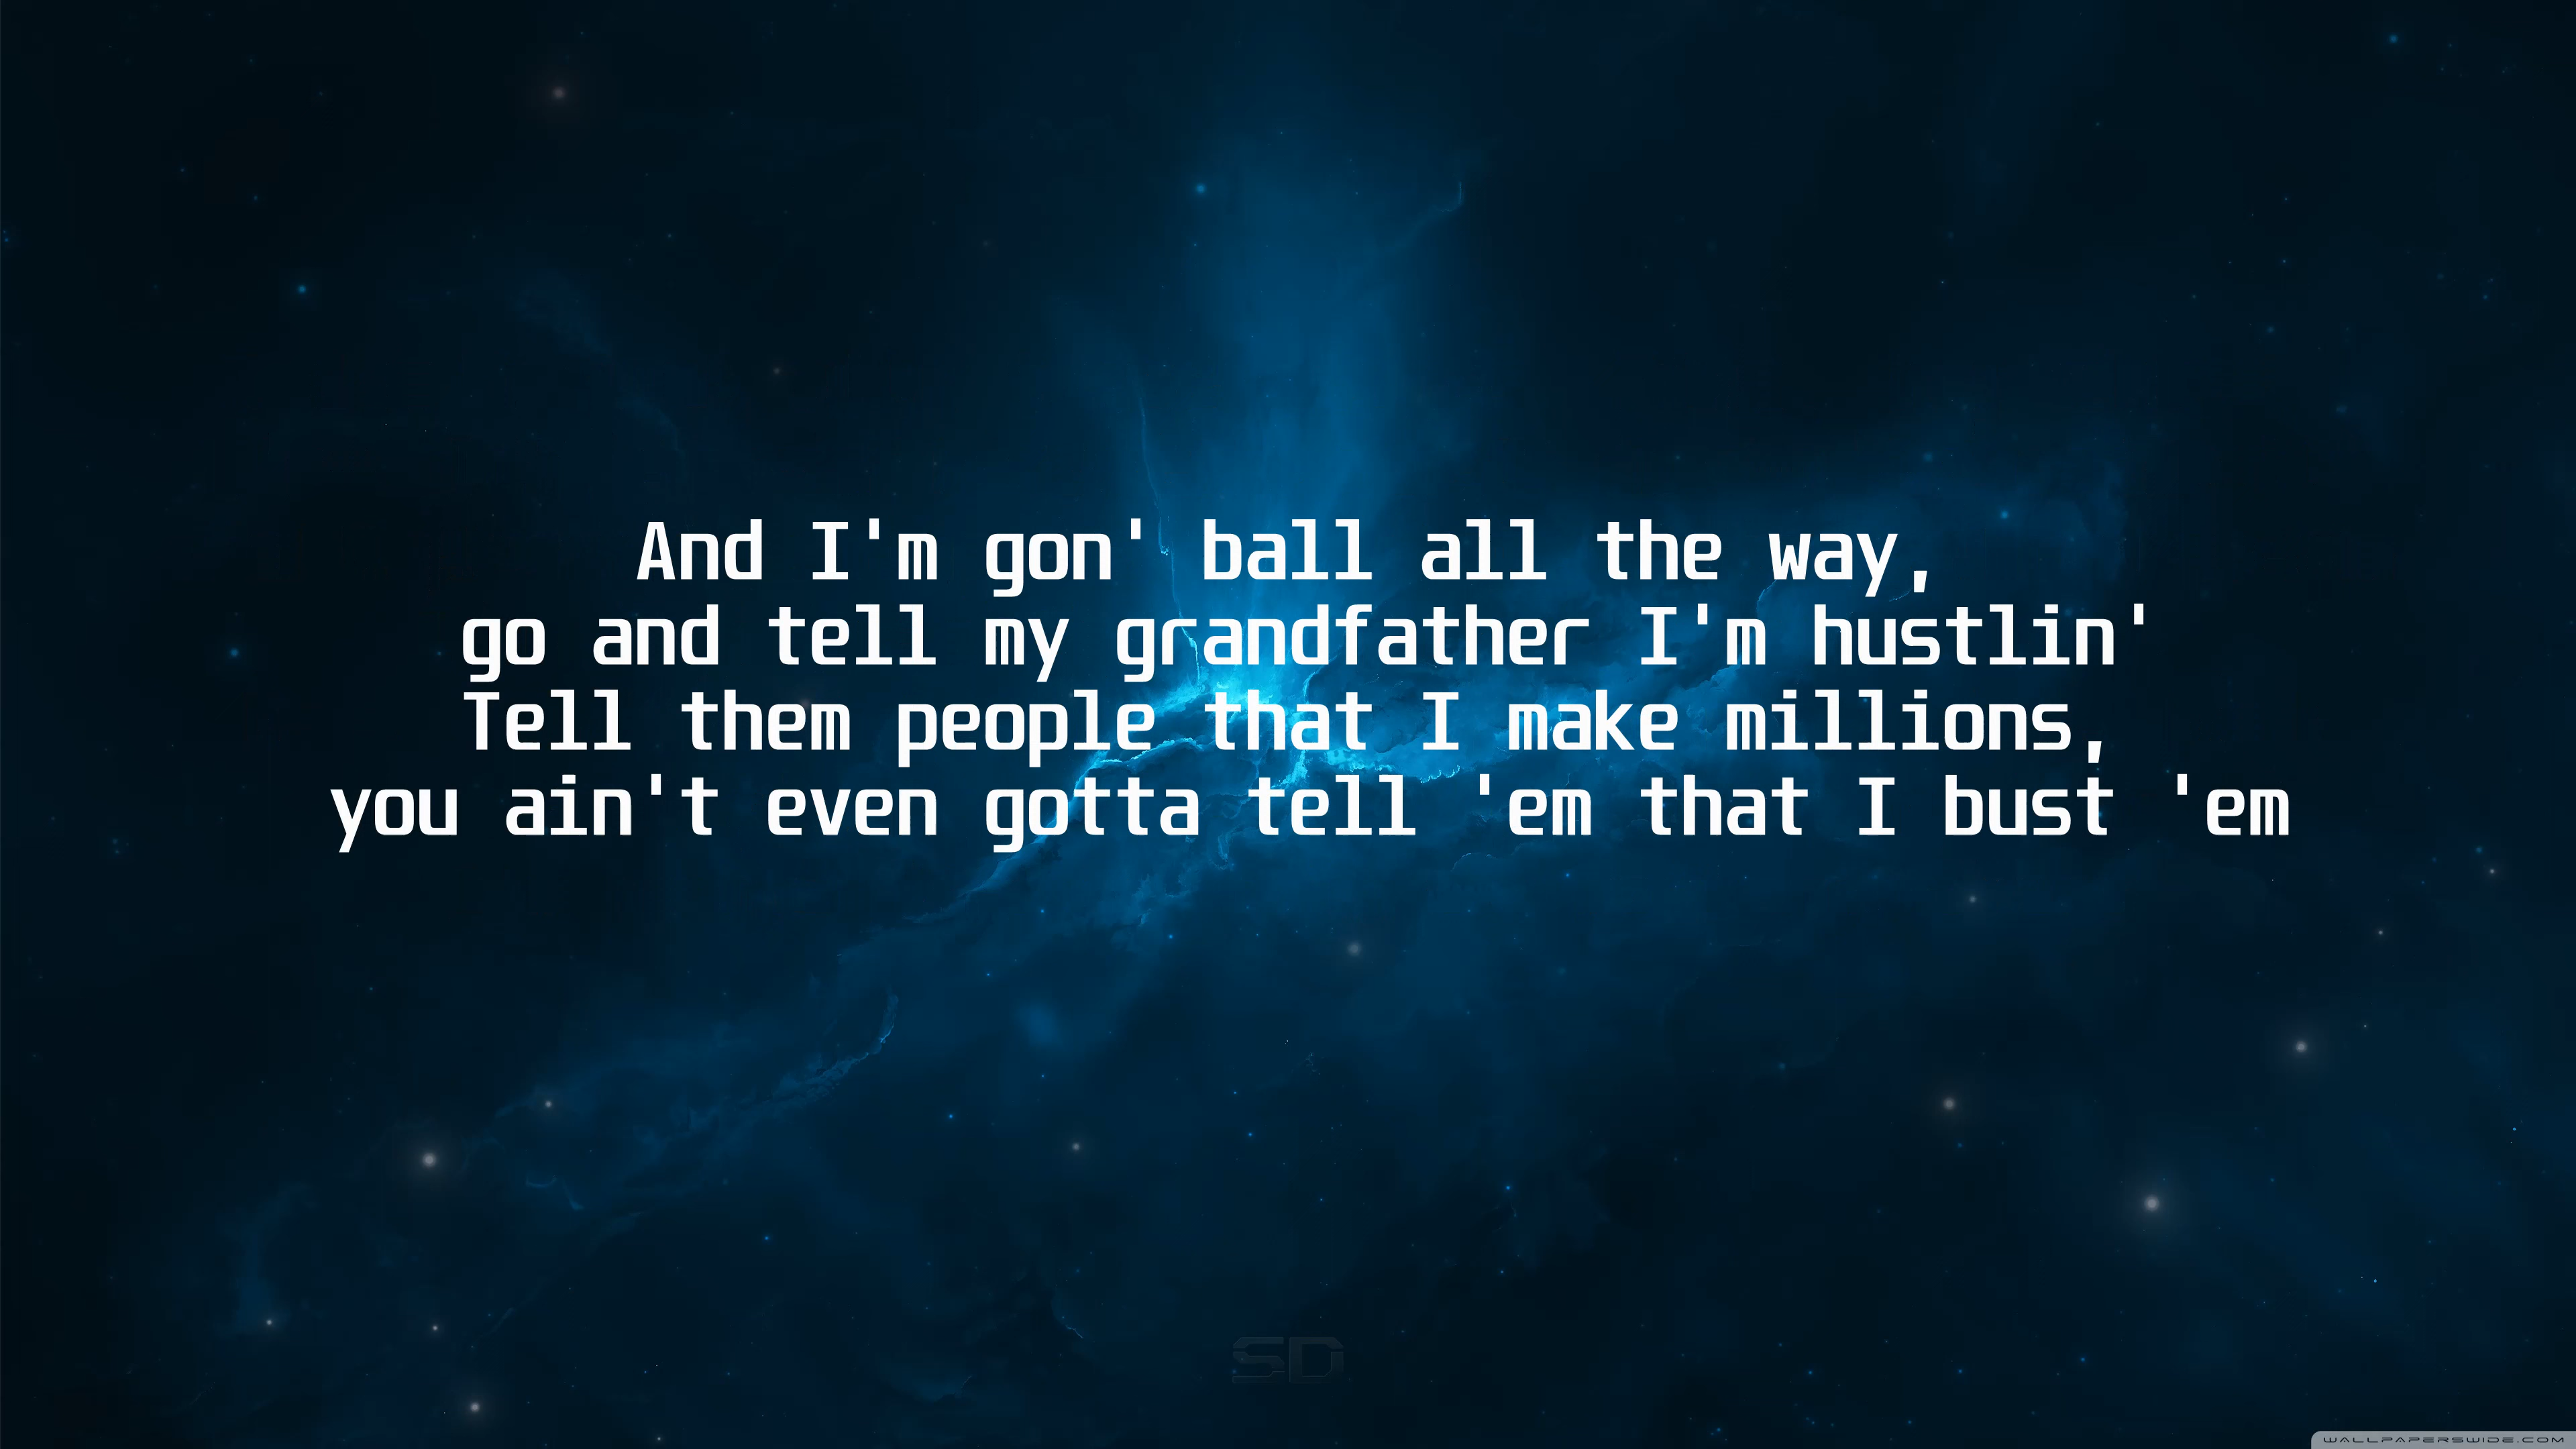 And I'm gon' ball all the way,
go and tell my grandfather I'm hustlin'
Tell them people that I make millions,
you ain't even gotta tell 'em that I bust 'em
SD
WALLPAPERSWIDE.COM